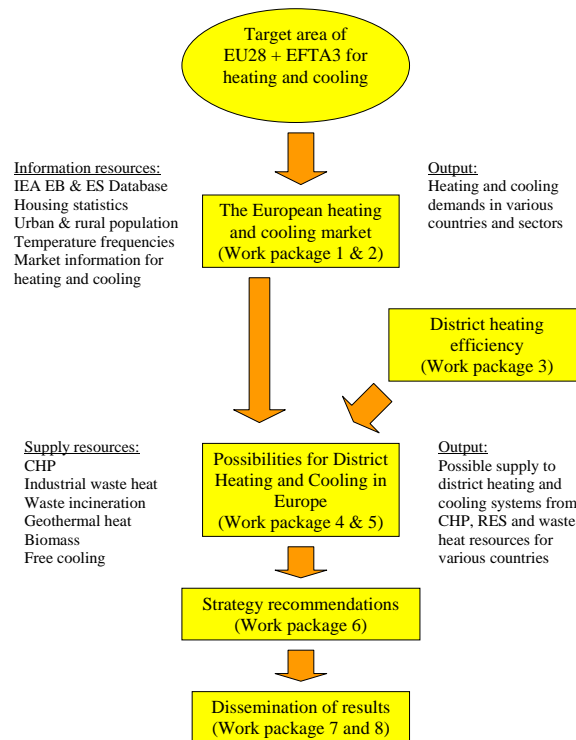 Target area of
EU28 + EFTA3 for
heating and cooling
Information resources:
IEA EB & ES Database
Housing statistics
Urban & rural population
Temperature frequencies
Market information for
heating and cooling
The European heating
and cooling market
(Work package 1 & 2)
Output:
Heating and cooling
demands in various
countries and sectors
District heating
efficiency
(Work package 3)
Supply resources:
CHP
Industrial waste heat
Waste incineration
Geothermal heat
Biomass
Free cooling
Possibilities for District
Heating and Cooling in
Europe
(Work package 4 & 5)
Output:
Possible supply to
district heating and
cooling systems from
CHP, RES and waste
heat resources for
various countries
Strategy recommendations
(Work package 6)
Dissemination of results
(Work package 7 and 8)